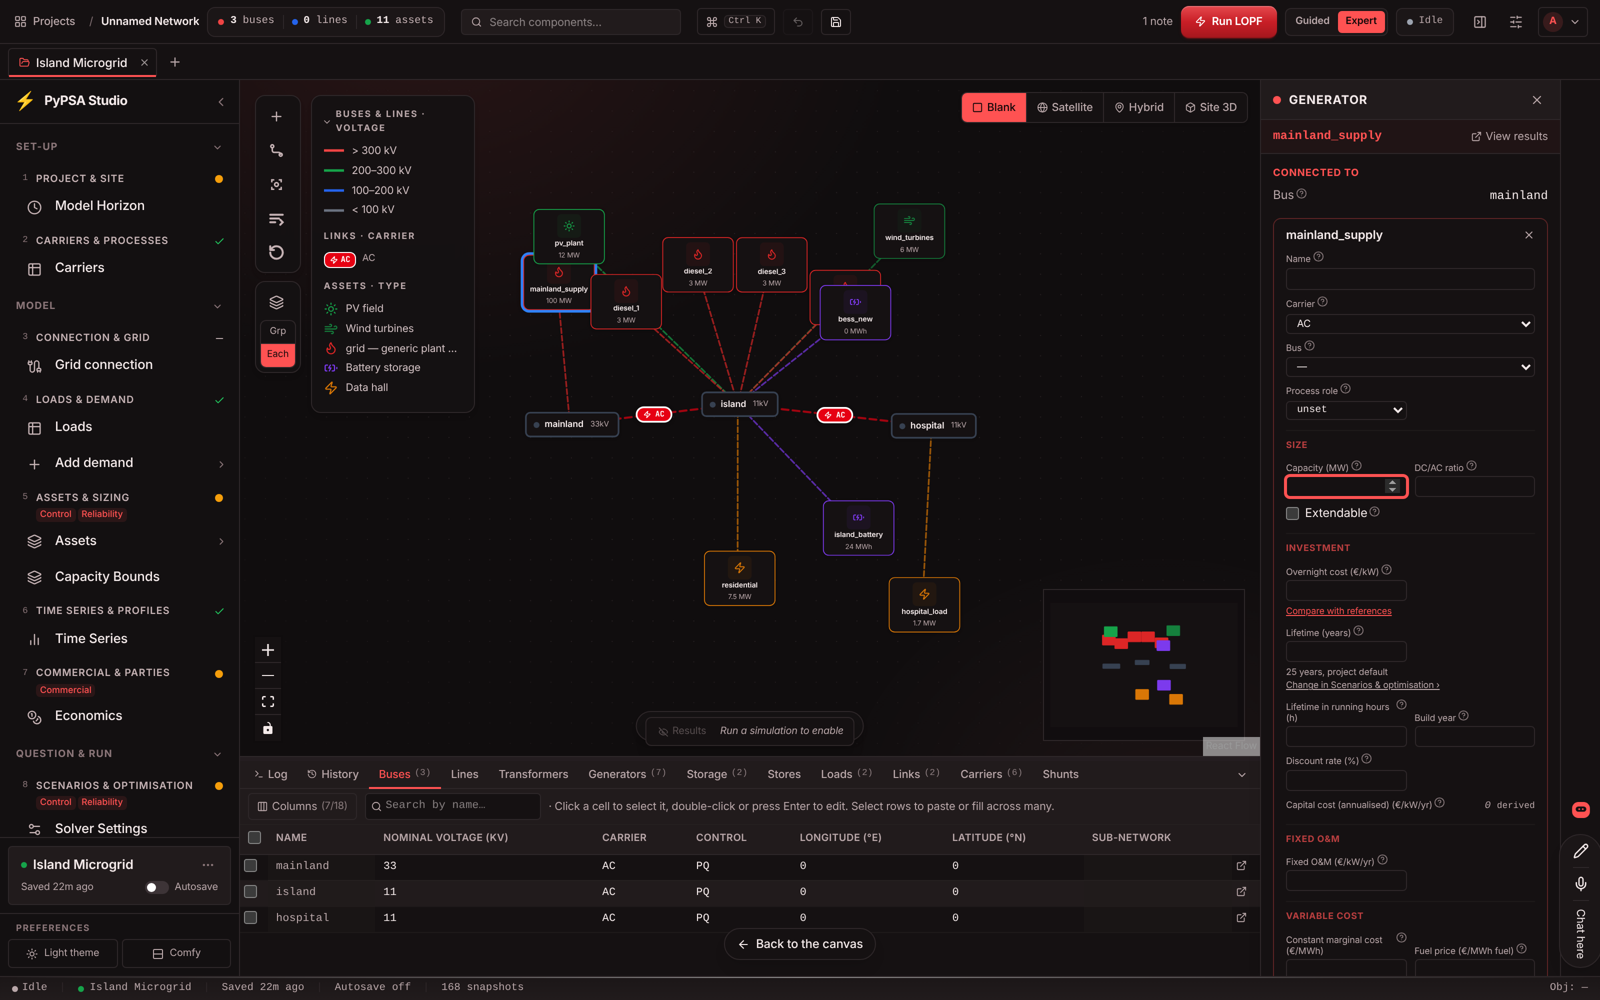 Projects / Unnamed Network
3 buses 0 lines 11 assets
Search components...
Ctrl K
1 note
Run LOPF
Guided Expert
Idle
A
Island Microgrid
PyPSA Studio
SET-UP
1 PROJECT & SITE
Model Horizon
2 CARRIERS & PROCESSES
Carriers
MODEL
3 CONNECTION & GRID
Grid connection
4 LOADS & DEMAND
Loads
Add demand
5 ASSETS & SIZING
Control Reliability
Assets
Capacity Bounds
6 TIME SERIES & PROFILES
Time Series
7 COMMERCIAL & PARTIES
Commercial
Economics
QUESTION & RUN
8 SCENARIOS & OPTIMISATION
Control Reliability
Solver Settings
Island Microgrid ...
Saved 22m ago Autosave
PREFERENCES
Light theme Comfy
Grp
Each
BUSES & LINES ·
VOLTAGE
> 300 kV
200–300 kV
100–200 kV
< 100 kV
LINKS · CARRIER
AC AC
ASSETS · TYPE
PV field
Wind turbines
grid — generic plant ...
Battery storage
Data hall
Blank Satellite Hybrid Site 3D
pv_plant
12 MW
mainland_supply
100 MW
diesel_1
3 MW
diesel_2
3 MW
diesel_3
3 MW
wind_turbines
6 MW
bess_new
0 MWh
mainland 33kV
AC
island 11kV
AC
hospital 11kV
island_battery
24 MWh
residential
7.5 MW
hospital_load
1.7 MW
Results Run a simulation to enable
React Flow
Log History Buses (3) Lines Transformers Generators (7) Storage (2) Stores Loads (2) Links (2) Carriers (6) Shunts
Columns (7/18) Search by name… · Click a cell to select it, double-click or press Enter to edit. Select rows to paste or fill across many.
NAME NOMINAL VOLTAGE (KV) CARRIER CONTROL LONGITUDE (°E) LATITUDE (°N) SUB-NETWORK
mainland 33 AC PQ 0 0
island 11 AC PQ 0 0
hospital 11 AC PQ 0 0
Back to the canvas
GENERATOR
mainland_supply View results
CONNECTED TO
Bus mainland
mainland_supply
Name
Carrier
AC
Bus
—
Process role
unset
SIZE
Capacity (MW) DC/AC ratio
Extendable
INVESTMENT
Overnight cost (€/kW)
Compare with references
Lifetime (years)
25 years, project default
Change in Scenarios & optimisation ›
Lifetime in running hours
(h) Build year
Discount rate (%)
Capital cost (annualised) (€/kW/yr) 0 derived
FIXED O&M
Fixed O&M (€/kW/yr)
VARIABLE COST
Constant marginal cost
(€/MWh) Fuel price (€/MWh fuel)
Chat here
Idle Island Microgrid Saved 22m ago Autosave off 168 snapshots Obj: —